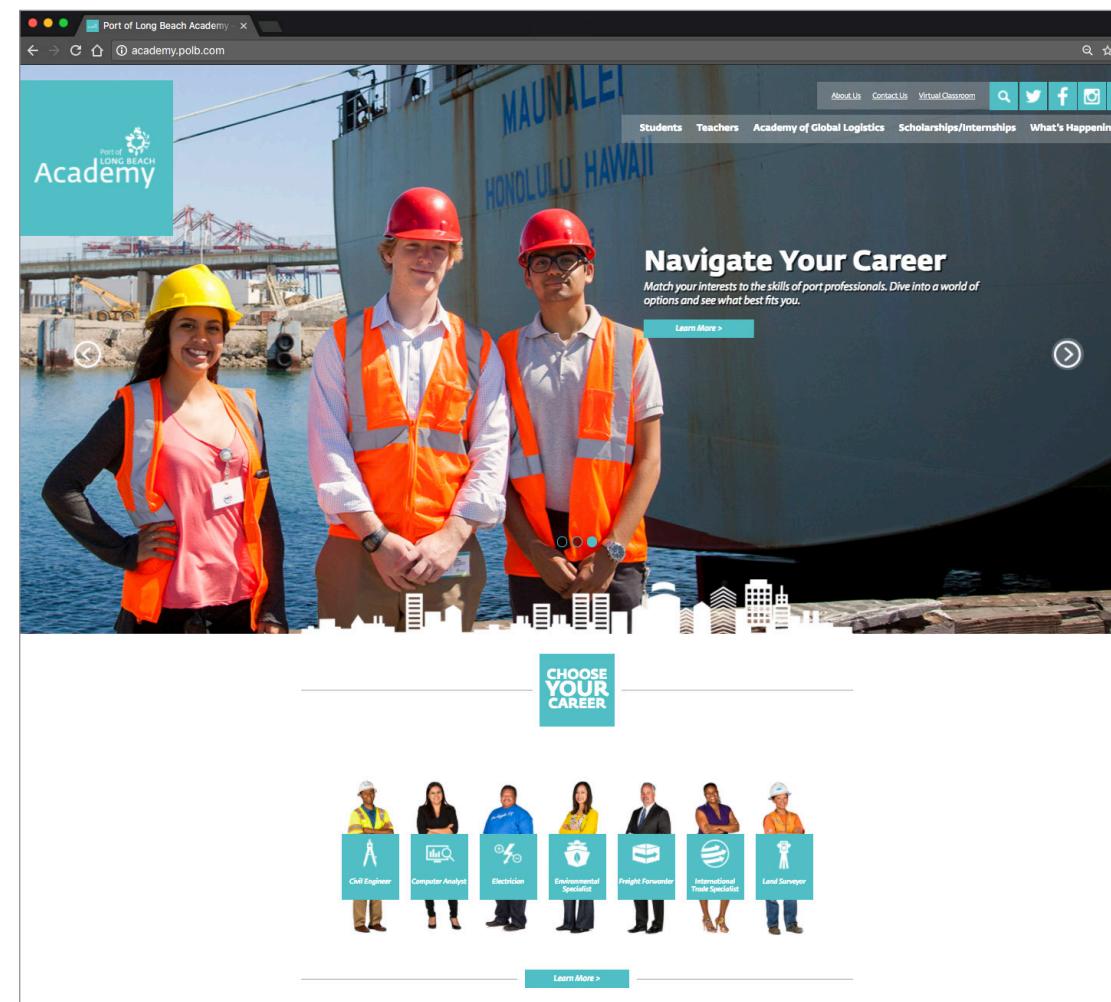 Port of Long Beach Academy -
academy.polb.com
About Us Contact Us Virtual Classroom
Students Teachers Academy of Global Logistics Scholarships/Internships What's Happenin
Port of
LONG BEACH
Academy
MAUNALEI
HONOLULU HAWAII
Navigate Your Career
Match your interests to the skills of port professionals. Dive into a world of
options and see what best fits you.
Learn More >
CHOOSE
YOUR
CAREER
Civil Engineer
Computer Analyst
Electrician
Environmental
Specialist
Freight Forwarder
International
Trade Specialist
Land Surveyor
Learn More >